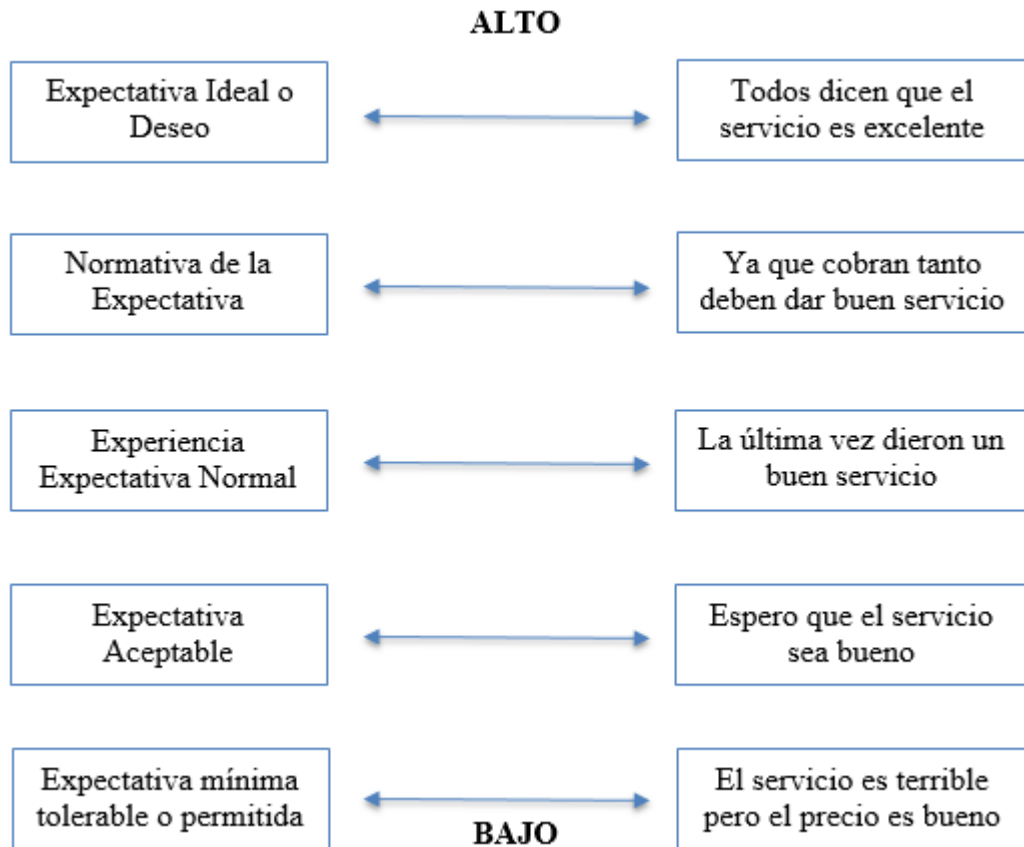 ALTO
Expectativa Ideal o
Deseo
Todos dicen que el
servicio es excelente
Normativa de la
Expectativa
Ya que cobran tanto
deben dar buen servicio
Experiencia
Expectativa Normal
La última vez dieron un
buen servicio
Expectativa
Aceptable
Espero que el servicio
sea bueno
Expectativa mínima
tolerable o permitida
El servicio es terrible
pero el precio es bueno
BAJO